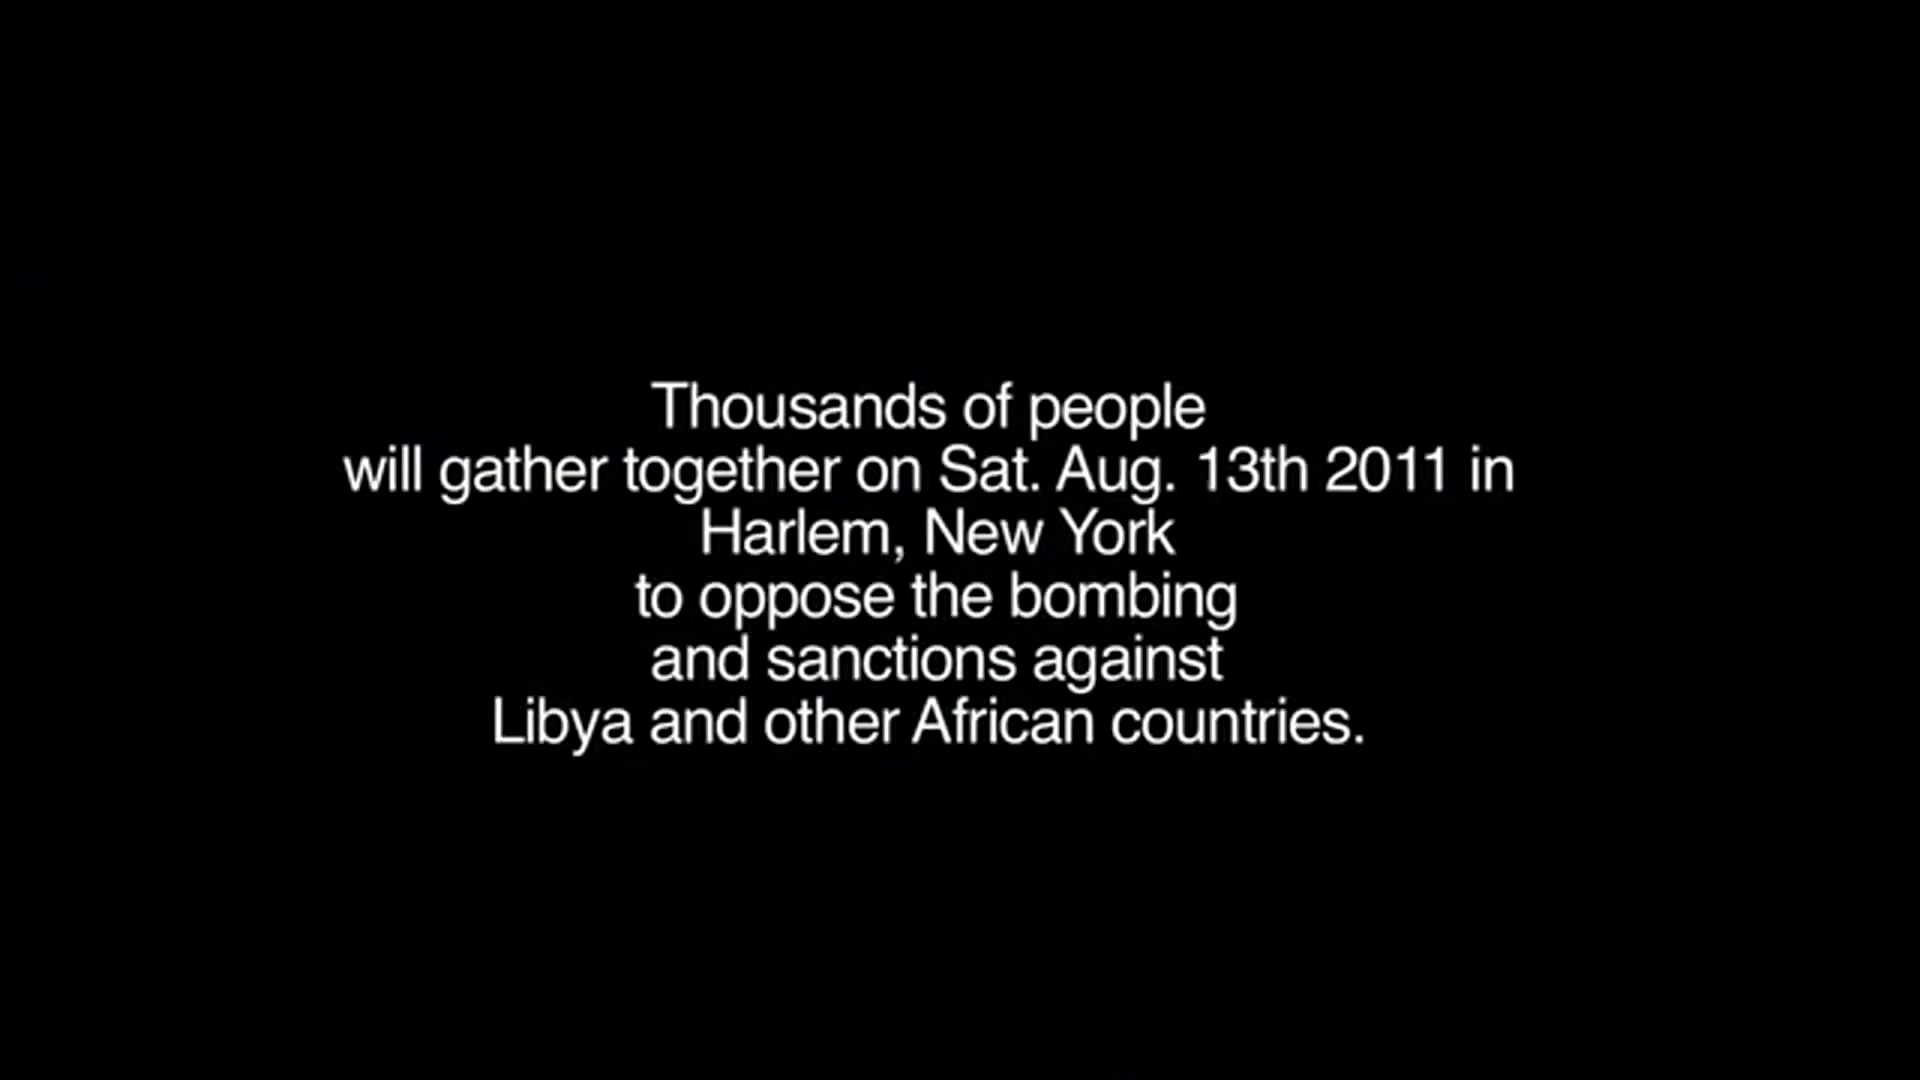 Thousands of people
will gather together on Sat. Aug. 13th 2011 in
Harlem, New York
to oppose the bombing
and sanctions against
Libya and other African countries.